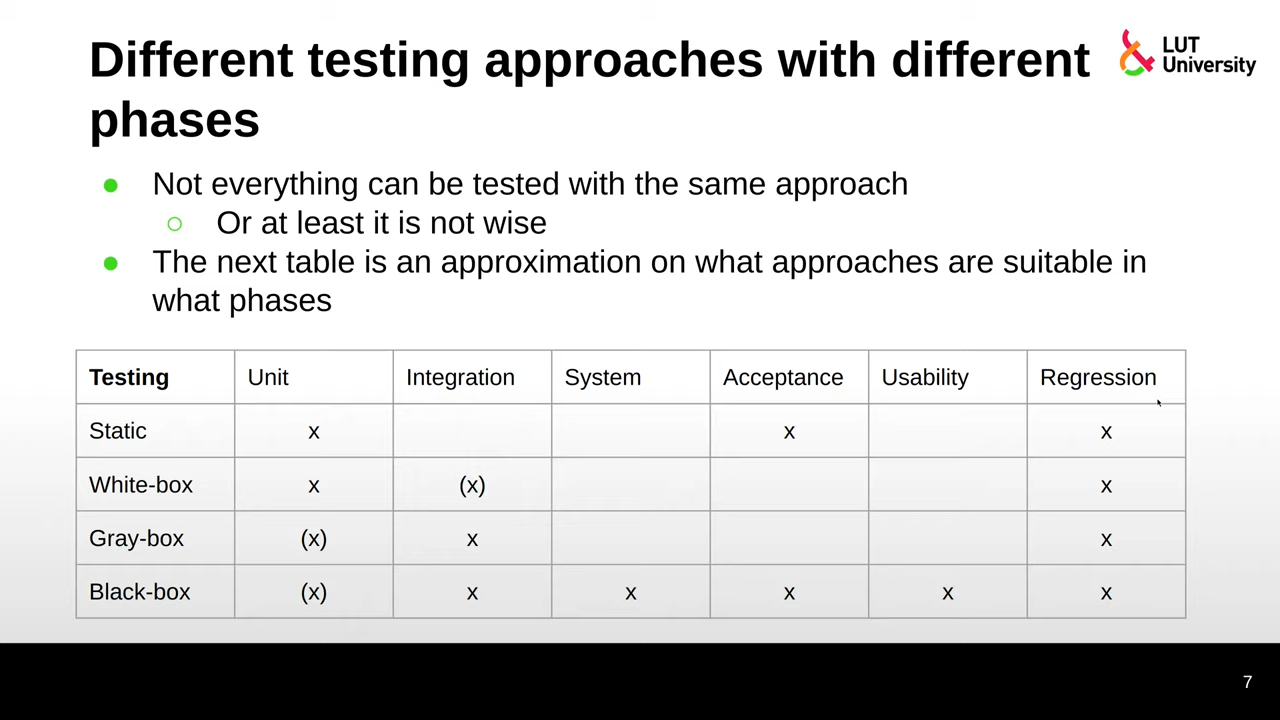 Different testing approaches with different
phases
LUT
University
● Not everything can be tested with the same approach
○ Or at least it is not wise
● The next table is an approximation on what approaches are suitable in
what phases
Testing Unit Integration System Acceptance Usability Regression
Static x x x
White-box x (x) x
Gray-box (x) x x
Black-box (x) x x x x x
7